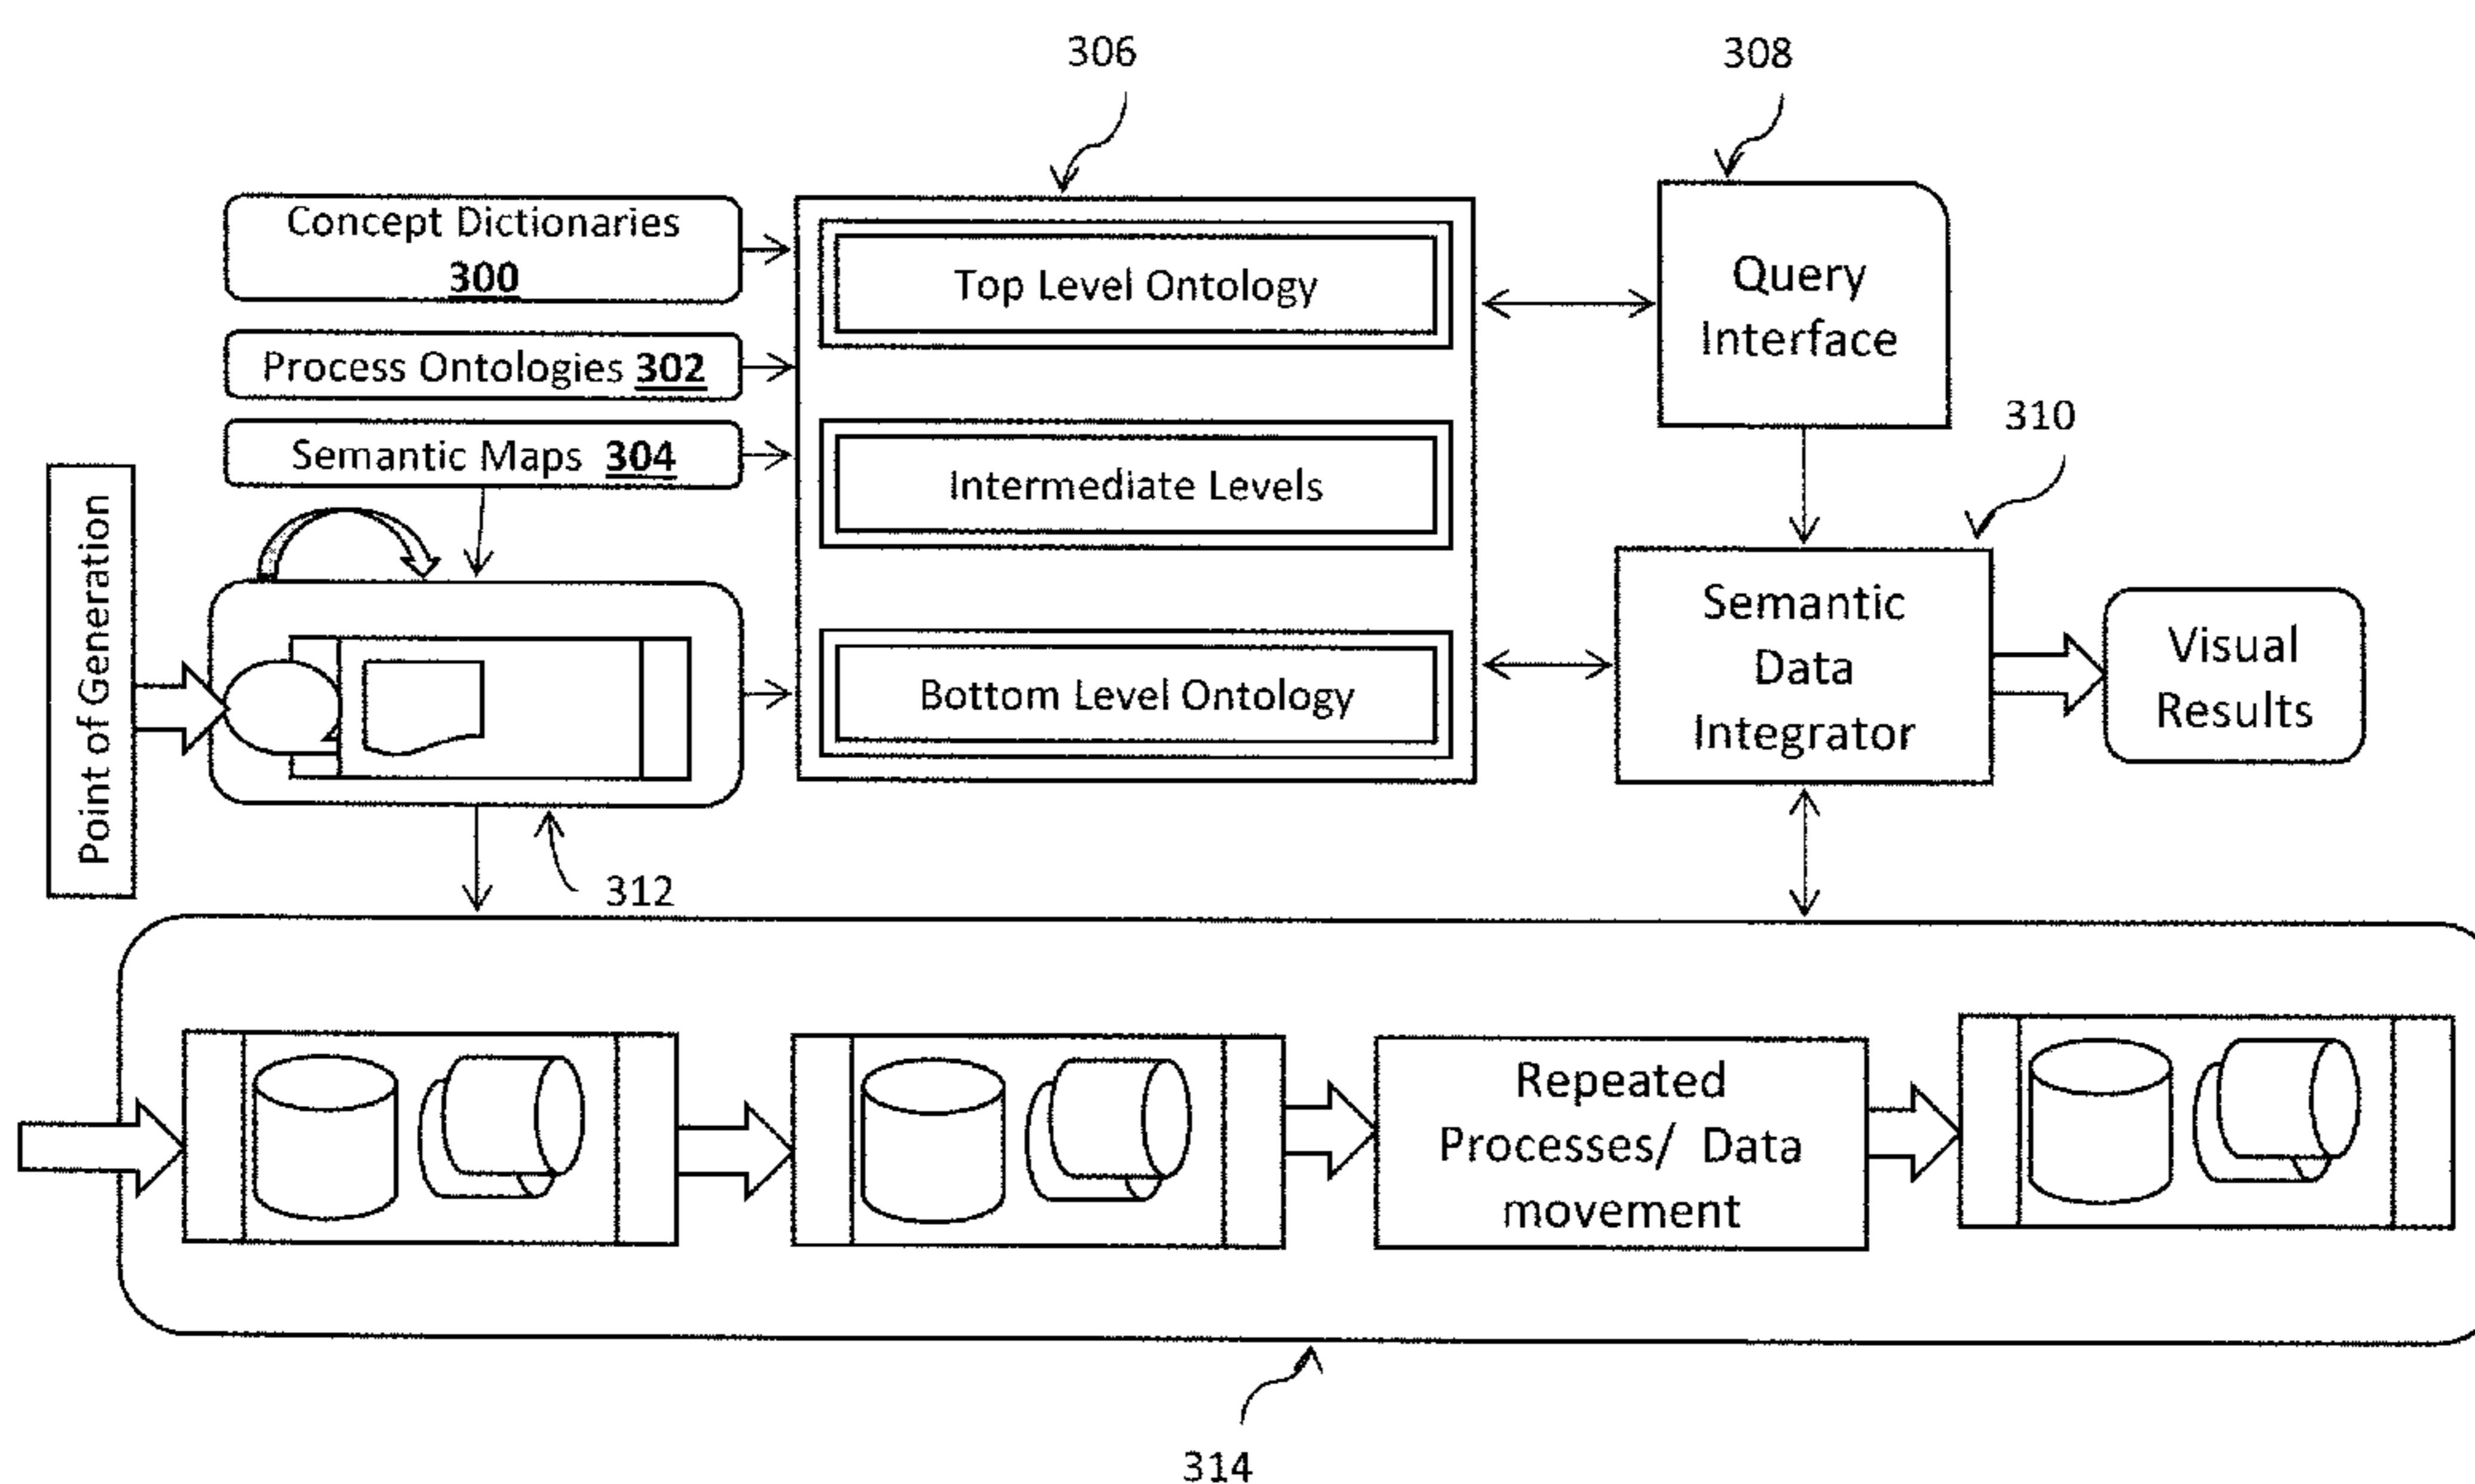 306
308
Concept Dictionaries
300
Top Level Ontology
Query
Interface
Process Ontologies 302
310
Semantic Maps 304
Intermediate Levels
Point of Generation
Semantic
Data
Integrator
Visual
Results
Bottom Level Ontology
312
Repeated
Processes/ Data
movement
314